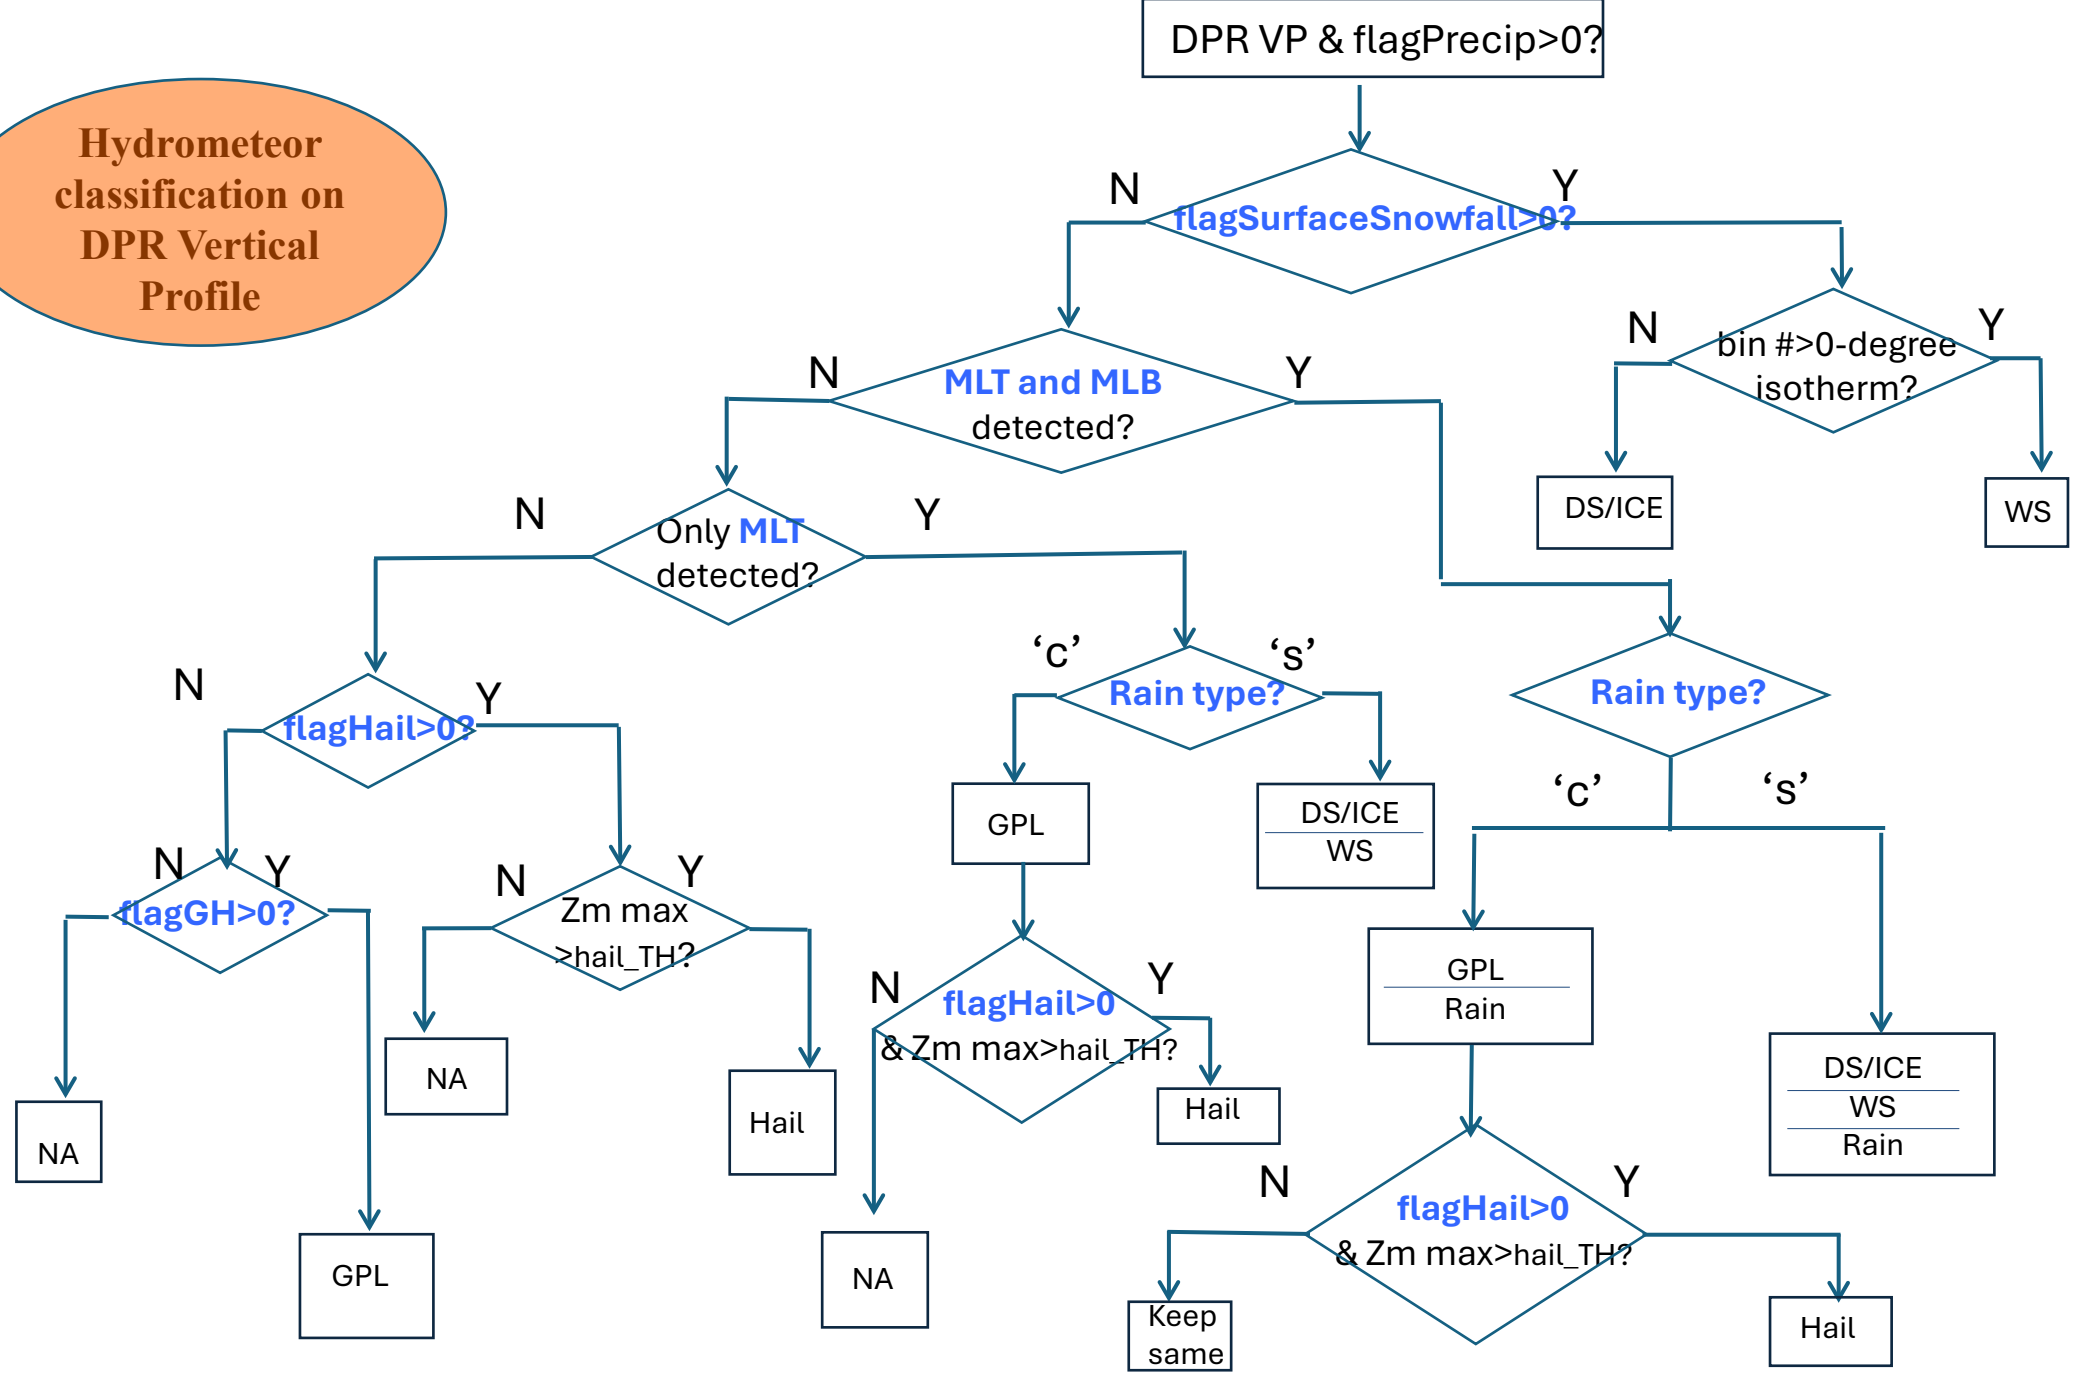 DPR VP & flagPrecip>0?
Hydrometeor
classification on
DPR Vertical
Profile
N
Y
flagSurfaceSnowfall>0?
N
Y
bin #>0-degree
isotherm?
N
Y
MLT and MLB
detected?
DS/ICE
WS
N
Y
Only MLT
detected?
‘c’
‘s’
Rain type?
Rain type?
N
Y
flagHail>0?
‘c’
‘s’
GPL
DS/ICE
WS
N
Y
flagGH>0?
N
Y
Zm max
>hail_TH?
GPL
Rain
N
Y
flagHail>0
& Zm max>hail_TH?
DS/ICE
WS
Rain
NA
NA
Hail
Hail
N
Y
flagHail>0
& Zm max>hail_TH?
GPL
NA
Keep
same
Hail